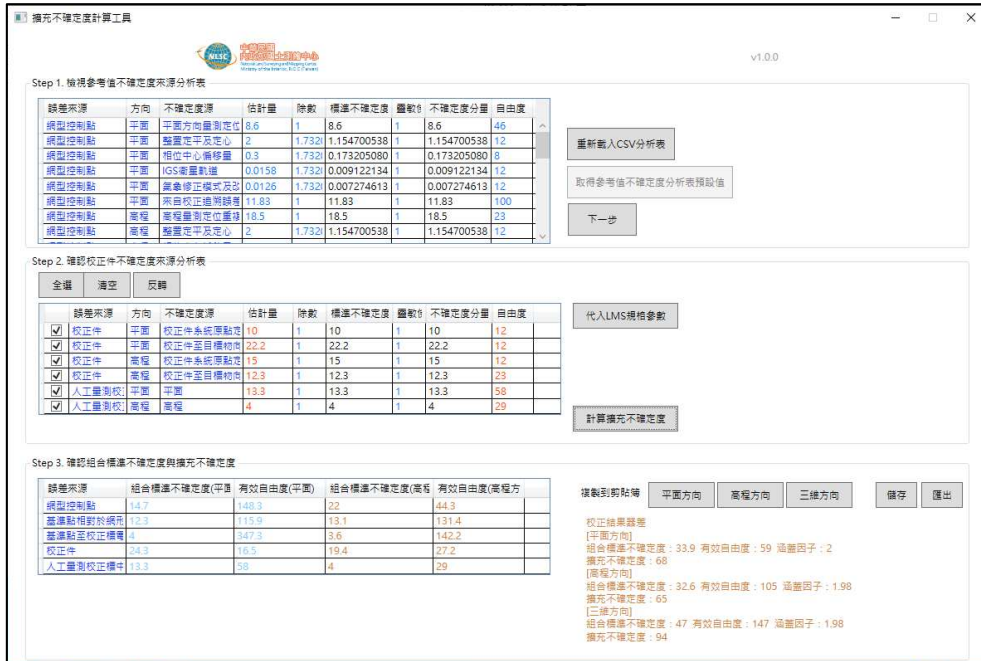 擴充不確定度計算工具
NLSC 中華民國
內政部國土測繪中心
v1.0.0
Step 1. 檢視參考值不確定度來源分析表
誤差來源 方向 不確定度源 估計量 除數 標準不確定度 靈敏 不確定度分量 自由度
網型控制點 平面 平面方向量測定位 8.6 1 8.6 1 8.6 46
網型控制點 平面 整置定平及定心 2 1.732 1.154700538 1 1.154700538 12
網型控制點 平面 相位中心偏移量 0.3 1.732 0.173205080 1 0.173205080 8
網型控制點 平面 IGS衛星軌道 0.0158 1.732 0.009122134 1 0.009122134 12
網型控制點 平面 氣象修正模式及改 0.0126 1.732 0.007274613 1 0.007274613 12
網型控制點 平面 來自校正追溯誤差 11.83 1 11.83 1 11.83 100
網型控制點 高程 高程量測定位重複 18.5 1 18.5 1 18.5 23
網型控制點 高程 整置定平及定心 2 1.732 1.154700538 1 1.154700538 12
重新載入CSV分析表
取得參考值不確定度分析表預設值
下一步
Step 2. 確認校正件不確定度來源分析表
全選 清空 反轉
誤差來源 方向 不確定度源 估計量 除數 標準不確定度 靈敏 不確定度分量 自由度
校正件 平面 校正件系統原點定 10 1 10 1 10 12
校正件 平面 校正件至目標物向 22.2 1 22.2 1 22.2 12
校正件 高程 校正件系統原點定 15 1 15 1 15 12
校正件 高程 校正件至目標物向 12.3 1 12.3 1 12.3 23
人工量測校 平面 平面 13.3 1 13.3 1 13.3 58
人工量測校 高程 高程 4 1 4 1 4 29
代入LMS規格參數
計算擴充不確定度
Step 3. 確認組合標準不確定度與擴充不確定度
誤差來源 組合標準不確定度(平面 有效自由度(平面) 組合標準不確定度(高程 有效自由度(高程方
網型控制點 14.7 148.3 22 44.3
基準點相對於網形 12.3 115.9 13.1 131.4
基準點至校正標 4 347.3 3.6 142.2
校正件 24.3 16.5 19.4 27.2
人工量測校正標 13.3 58 4 29
複製到剪貼簿 平面方向 高程方向 三維方向 儲存 匯出
校正結果器差
[平面方向]
組合標準不確定度：33.9 有效自由度：59 涵蓋因子：2
擴充不確定度：68
[高程方向]
組合標準不確定度：32.6 有效自由度：105 涵蓋因子：1.98
擴充不確定度：65
[三維方向]
組合標準不確定度：47 有效自由度：147 涵蓋因子：1.98
擴充不確定度：94